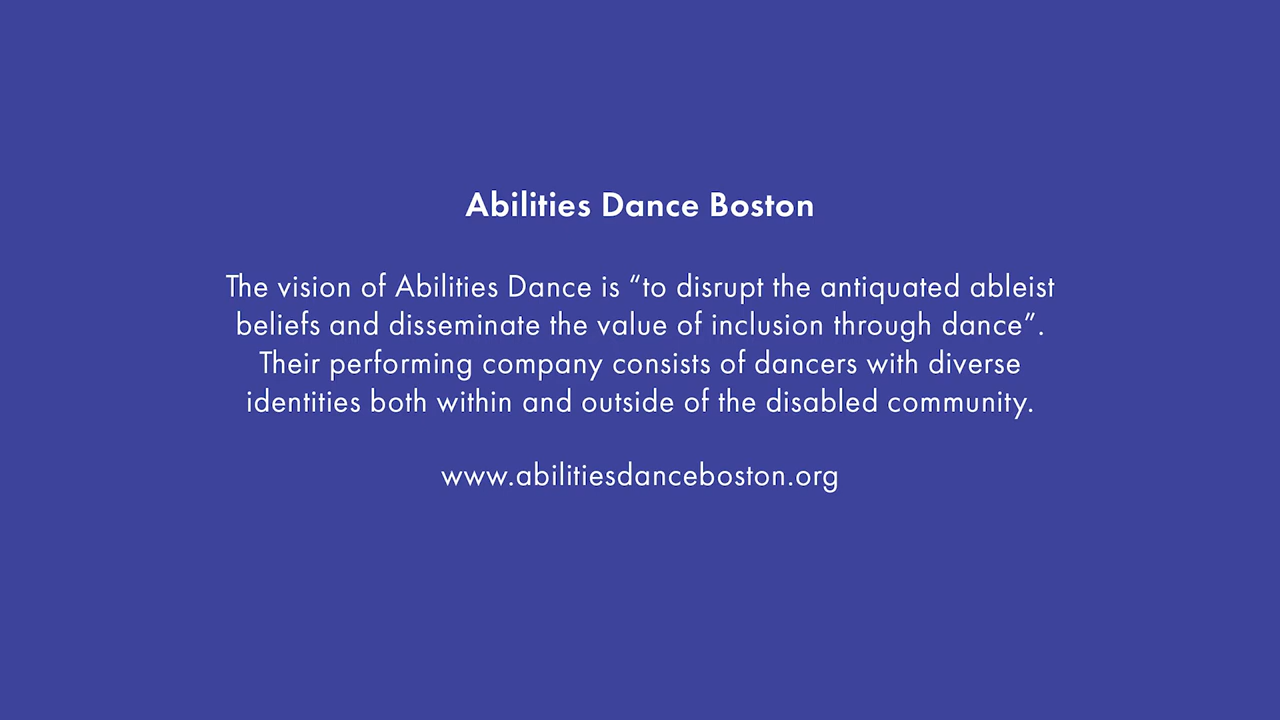 Abilities Dance Boston
The vision of Abilities Dance is “to disrupt the antiquated ableist
beliefs and disseminate the value of inclusion through dance”.
Their performing company consists of dancers with diverse
identities both within and outside of the disabled community.
www.abilitiesdanceboston.org